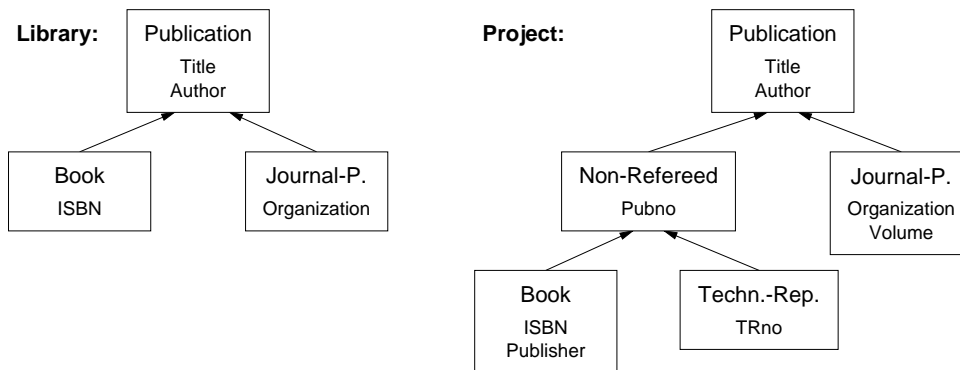 Library:
Publication
Title
Author
Book
ISBN
Journal-P.
Organization
Project:
Publication
Title
Author
Non-Refereed
Pubno
Journal-P.
Organization
Volume
Book
ISBN
Publisher
Techn.-Rep.
TRno